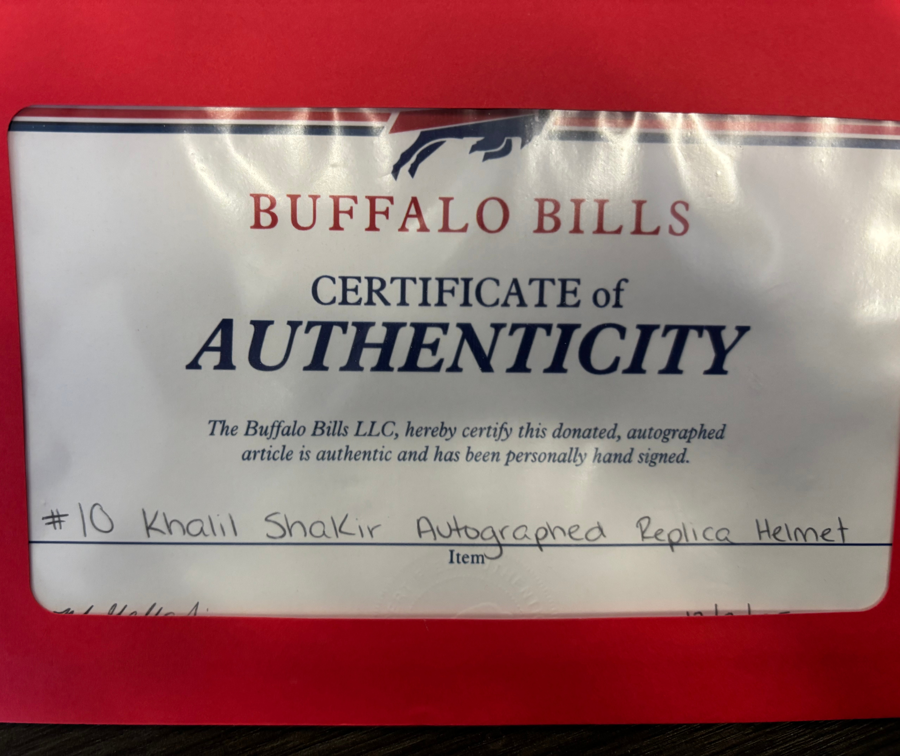 BUFFALO BILLS
CERTIFICATE of
AUTHENTICITY
The Buffalo Bills LLC, hereby certify this donated, autographed
article is authentic and has been personally hand signed.
#10 Khalil Shakir Autographed Replica Helmet
Item